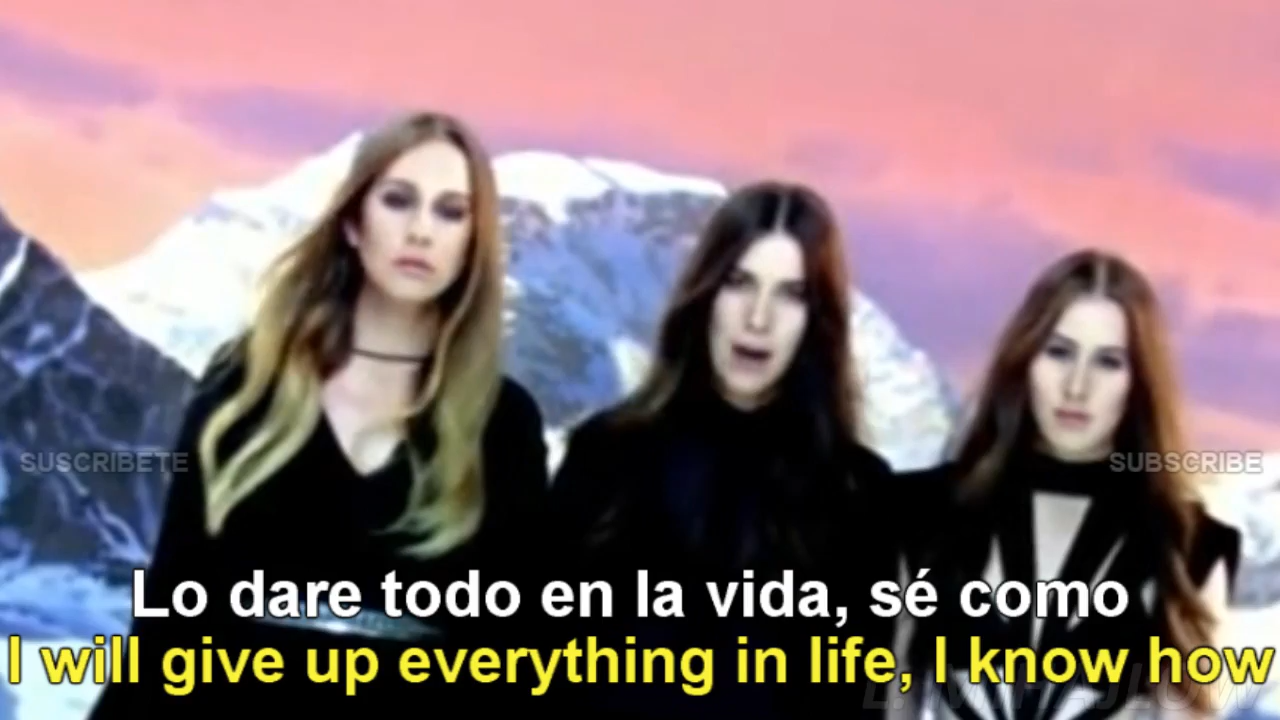 SUSCRIBETE
SUBSCRIBE
Lo dare todo en la vida, sé como
I will give up everything in life, I know how